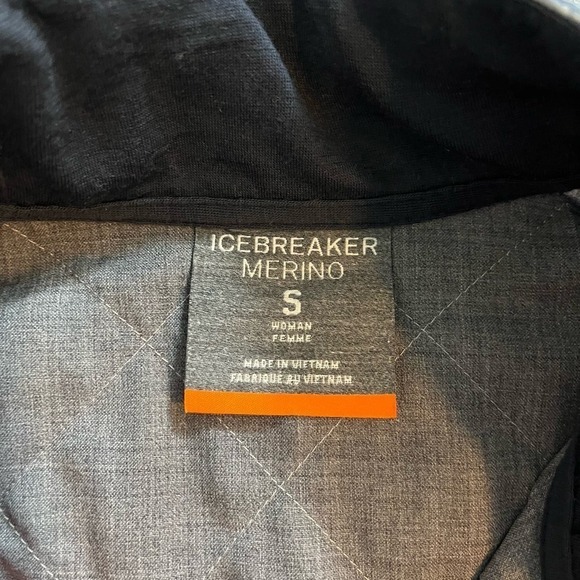 ICEBREAKER
MERINO
S
WOMAN
FEMME
MADE IN VIETNAM
FABRIQUE AU VIETNAM